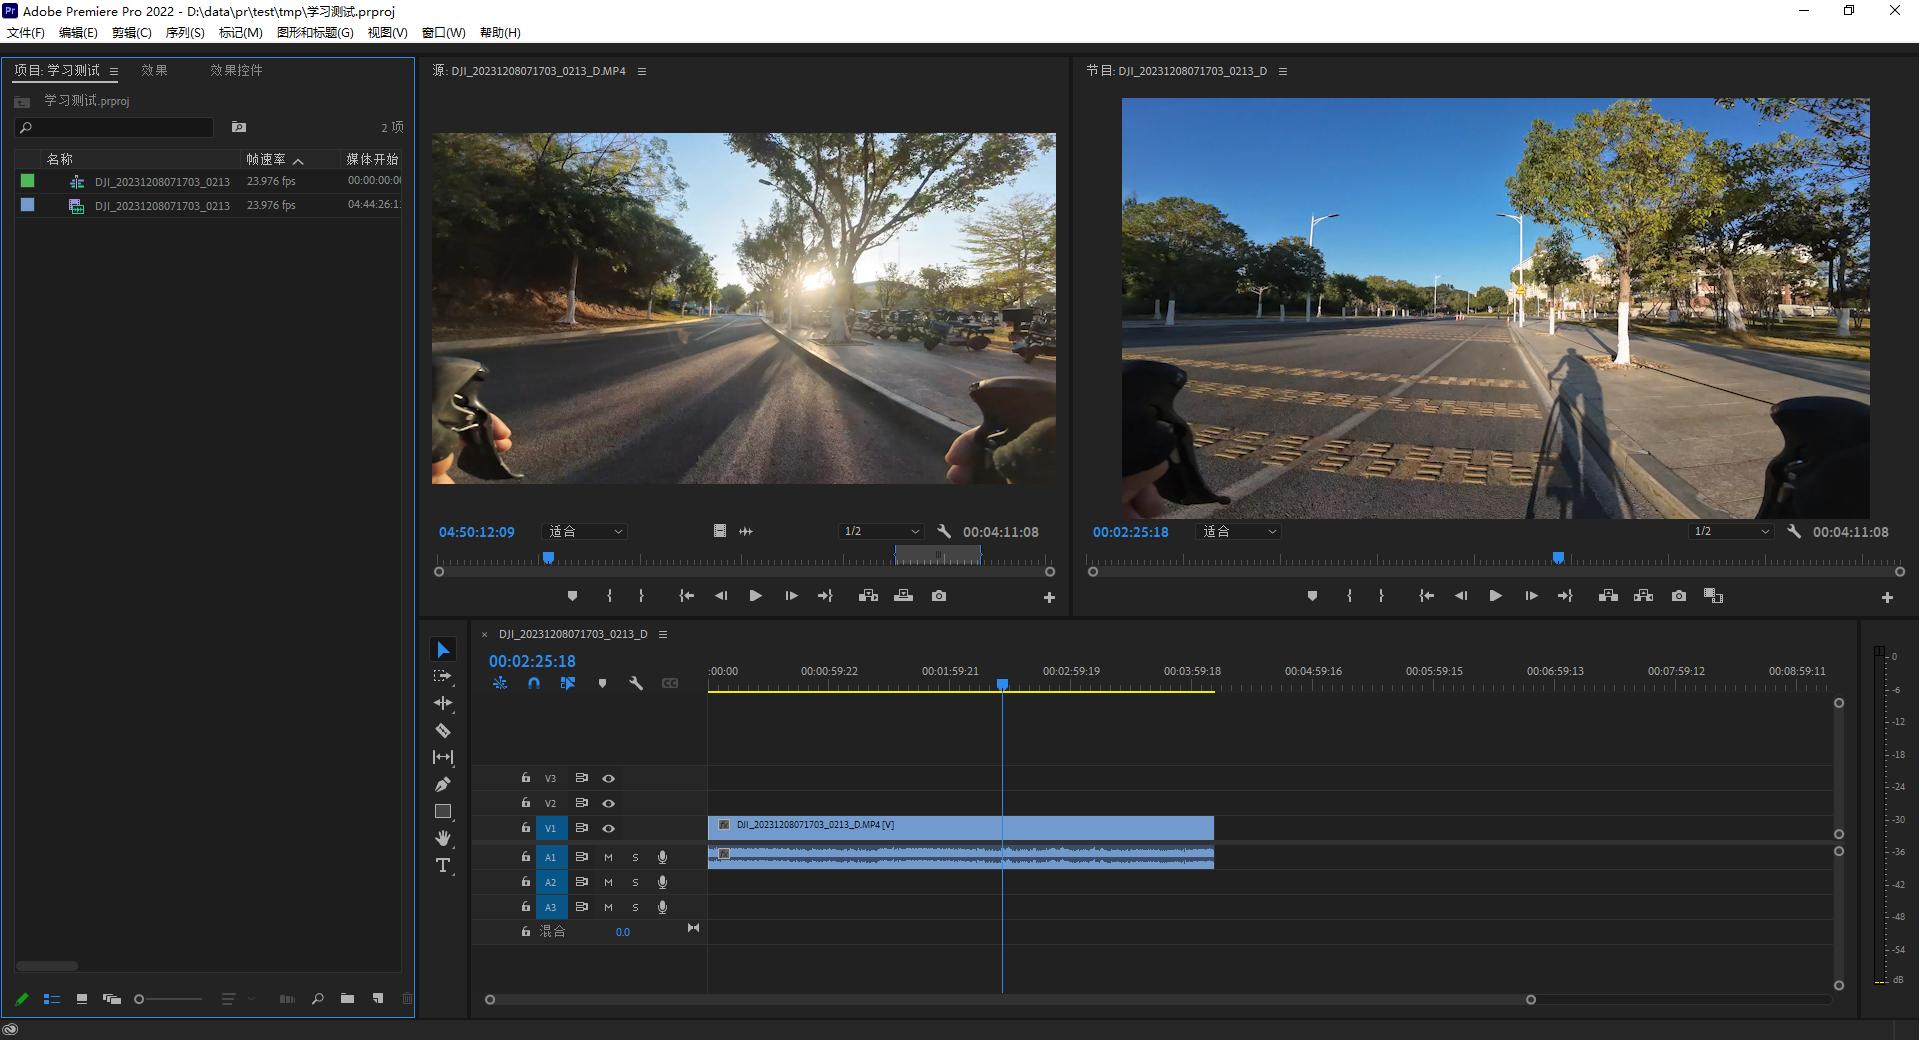 Adobe Premiere Pro 2022 - D:\data\pr\test\tmp\学习测试.prproj
文件(F) 编辑(E) 剪辑(C) 序列(S) 标记(M) 图形和标题(G) 视图(V) 窗口(W) 帮助(H)
项目: 学习测试 效果 效果控件
学习测试.prproj
2 项
名称 帧速率 媒体开始
DJI_20231208071703_0213 23.976 fps 00:00:00:00
DJI_20231208071703_0213 23.976 fps 04:44:26:1
源: DJI_20231208071703_0213_D.MP4
04:50:12:09 适合 1/2 00:04:11:08
节目: DJI_20231208071703_0213_D
00:02:25:18 适合 1/2 00:04:11:08
DJI_20231208071703_0213_D
00:02:25:18
:00:00 00:00:59:22 00:01:59:21 00:02:59:19 00:03:59:18 00:04:59:16 00:05:59:15 00:06:59:13 00:07:59:12 00:08:59:11
V3
V2
V1 fx DJI_20231208071703_0213_D.MP4 [V]
A1 M S fx
A2 M S
A3 M S
混合 0.0
T
0
-6
-12
-18
-24
-30
-36
-42
-48
-54
dB